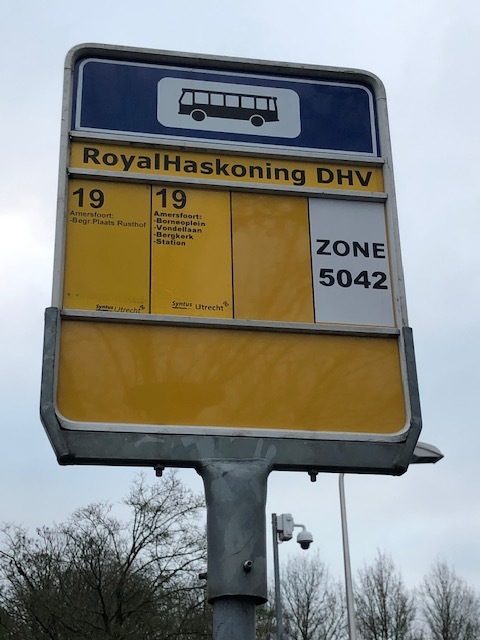 RoyalHaskoning DHV
19
Amersfoort:
-Begr.Plaats Rusthof
Syntus Utrecht
19
Amersfoort:
-Borneoplein
-Vondellaan
-Bergkerk
-Station
Syntus Utrecht
ZONE
5042